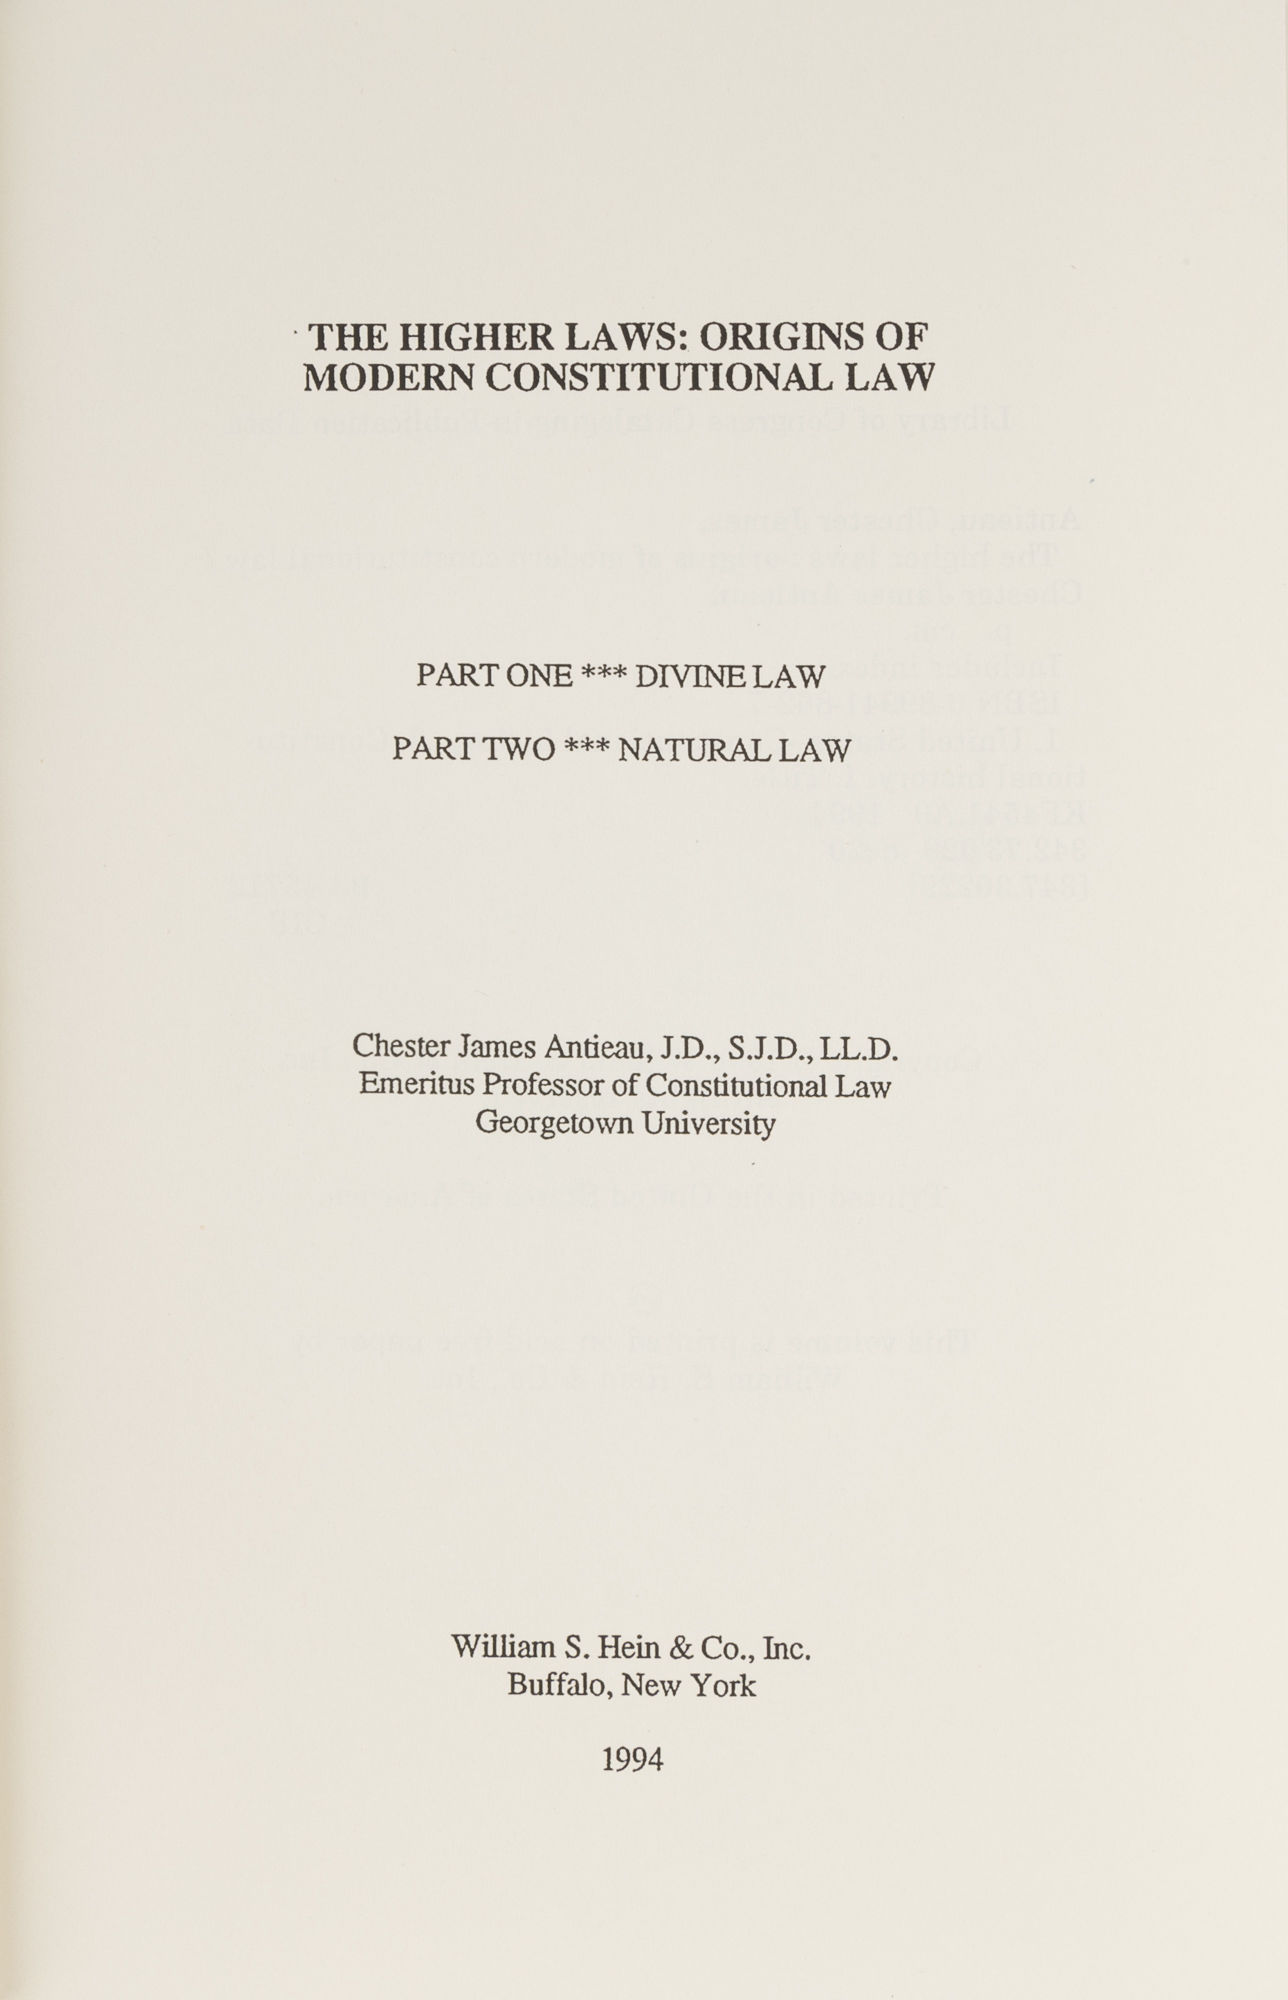 THE HIGHER LAWS: ORIGINS OF
MODERN CONSTITUTIONAL LAW
PART ONE *** DIVINE LAW
PART TWO *** NATURAL LAW
Chester James Antieau, J.D., S.J.D., LL.D.
Emeritus Professor of Constitutional Law
Georgetown University
William S. Hein & Co., Inc.
Buffalo, New York
1994